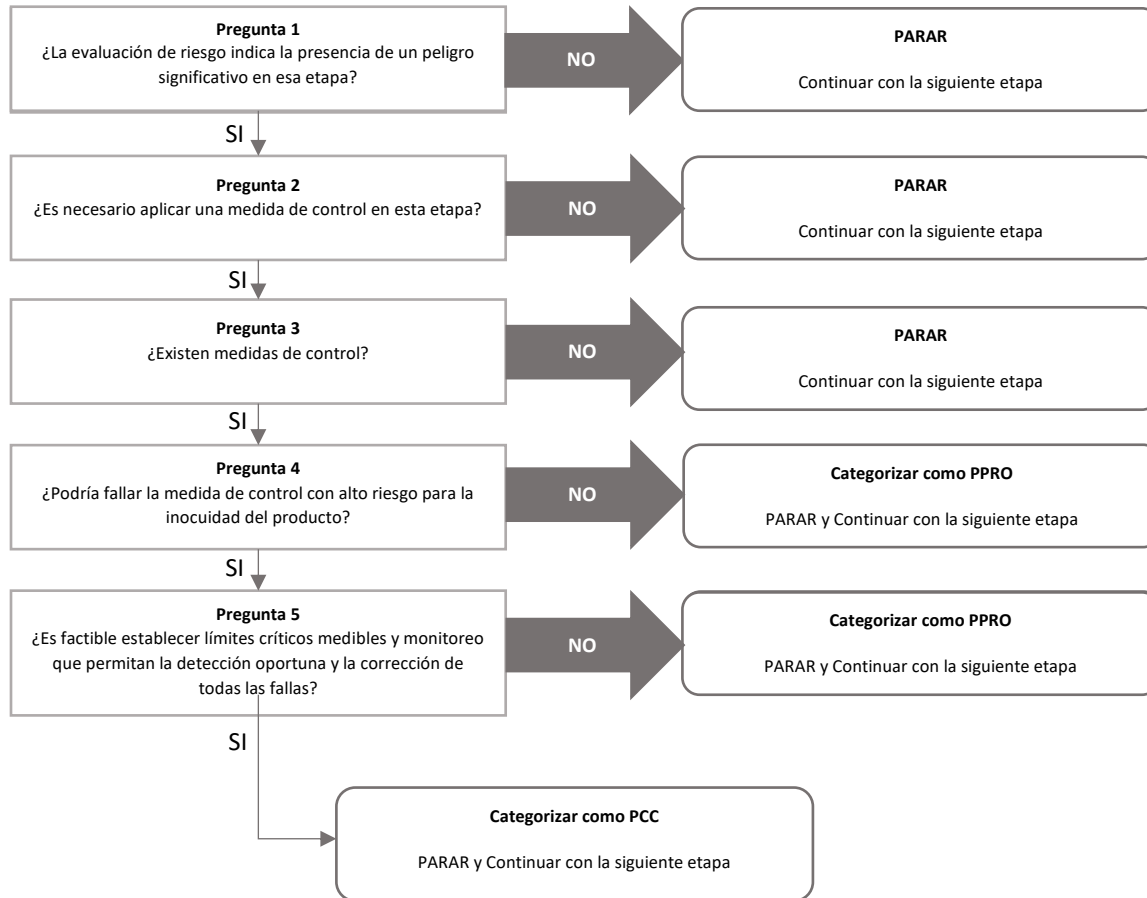 Pregunta 1
¿La evaluación de riesgo indica la presencia de un peligro
significativo en esa etapa?
NO
PARAR
Continuar con la siguiente etapa
SI
Pregunta 2
¿Es necesario aplicar una medida de control en esta etapa?
NO
PARAR
Continuar con la siguiente etapa
SI
Pregunta 3
¿Existen medidas de control?
NO
PARAR
Continuar con la siguiente etapa
SI
Pregunta 4
¿Podría fallar la medida de control con alto riesgo para la
inocuidad del producto?
NO
Categorizar como PPRO
PARAR y Continuar con la siguiente etapa
SI
Pregunta 5
¿Es factible establecer límites críticos medibles y monitoreo
que permitan la detección oportuna y la corrección de
todas las fallas?
NO
Categorizar como PPRO
PARAR y Continuar con la siguiente etapa
SI
Categorizar como PCC
PARAR y Continuar con la siguiente etapa